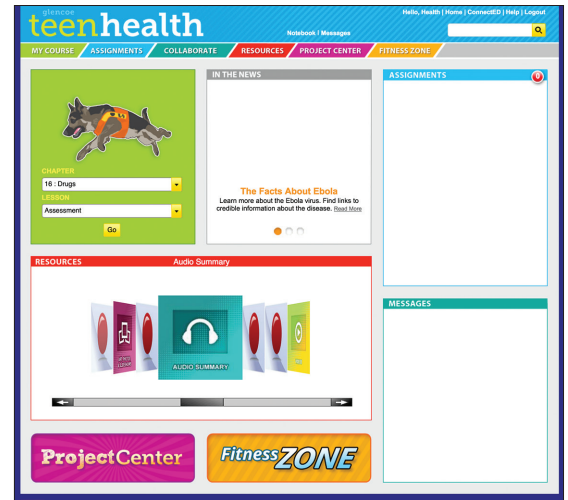 glencoe
teenhealth
Hello, Health | Home | ConnectED | Help | Logout
Notebook | Messages
MY COURSE
ASSIGNMENTS
COLLABORATE
RESOURCES
PROJECT CENTER
FITNESS ZONE
CHAPTER
16 : Drugs
LESSON
Assessment
Go
IN THE NEWS
The Facts About Ebola
Learn more about the Ebola virus. Find links to
credible information about the disease. Read More
ASSIGNMENTS
0
RESOURCES
Audio Summary
AUDIO SUMMARY
MESSAGES
ProjectCenter
Fitness ZONE